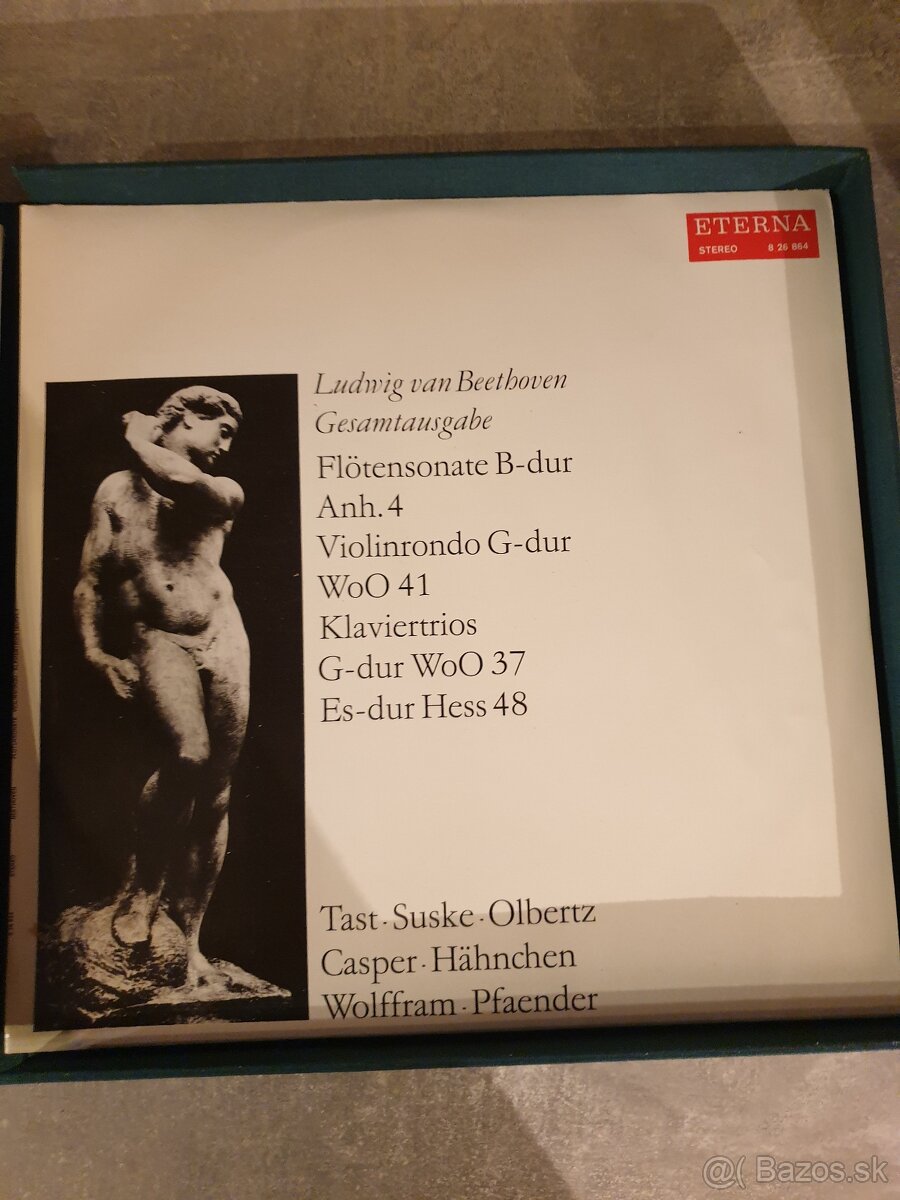 ETERNA
STEREO 8 26 864
Ludwig van Beethoven
Gesamtausgabe
Flötensonate B-dur
Anh. 4
Violinrondo G-dur
WoO 41
Klaviertrios
G-dur WoO 37
Es-dur Hess 48
Tast · Suske · Olbertz
Casper · Hähnchen
Wolffram · Pfaender
@( Bazos.sk